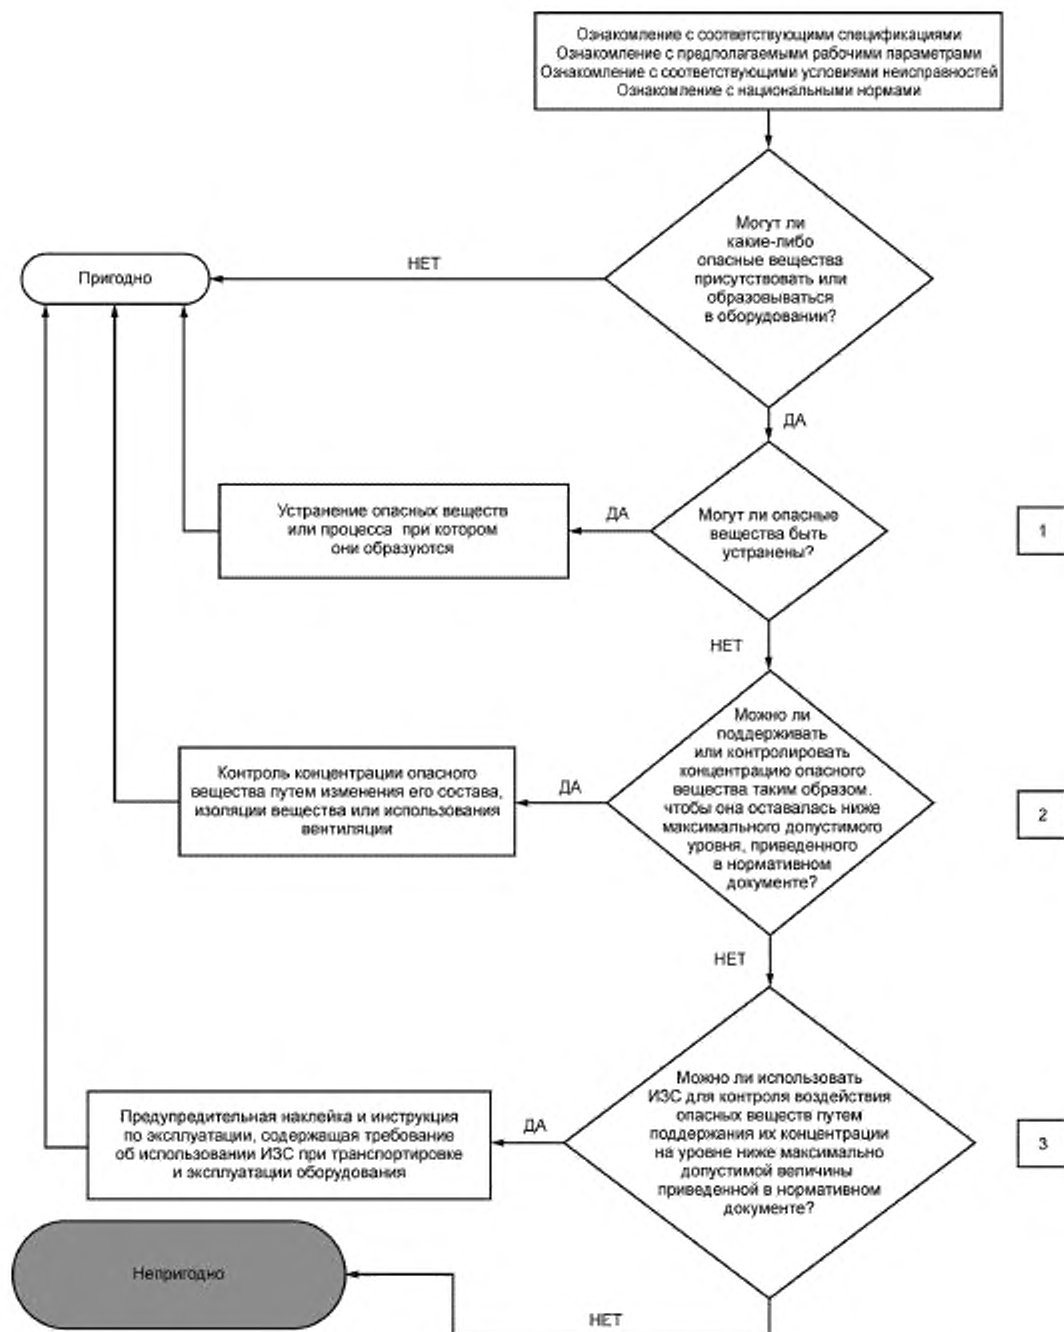 Ознакомление с соответствующими спецификациями
Ознакомление с предполагаемыми рабочими параметрами
Ознакомление с соответствующими условиями неисправностей
Ознакомление с национальными нормами
Могут ли
какие-либо
опасные вещества
присутствовать или
образовываться
в оборудовании?
НЕТ
Пригодно
ДА
Могут ли опасные
вещества быть
устранены?
ДА
Устранение опасных веществ
или процесса при котором
они образуются
1
НЕТ
Можно ли
поддерживать
или контролировать
концентрацию опасного
вещества таким образом.
чтобы она оставалась ниже
максимального допустимого
уровня, приведенного
в нормативном
документе?
ДА
Контроль концентрации опасного
вещества путем изменения его состава,
изоляции вещества или использования
вентиляции
2
НЕТ
Можно ли использовать
ИЗС для контроля воздействия
опасных веществ путем
поддержания их концентрации
на уровне ниже максимально
допустимой величины
приведенной в нормативном
документе?
ДА
Предупредительная наклейка и инструкция
по эксплуатации, содержащая требование
об использовании ИЗС при транспортировке
и эксплуатации оборудования
3
Непригодно
НЕТ